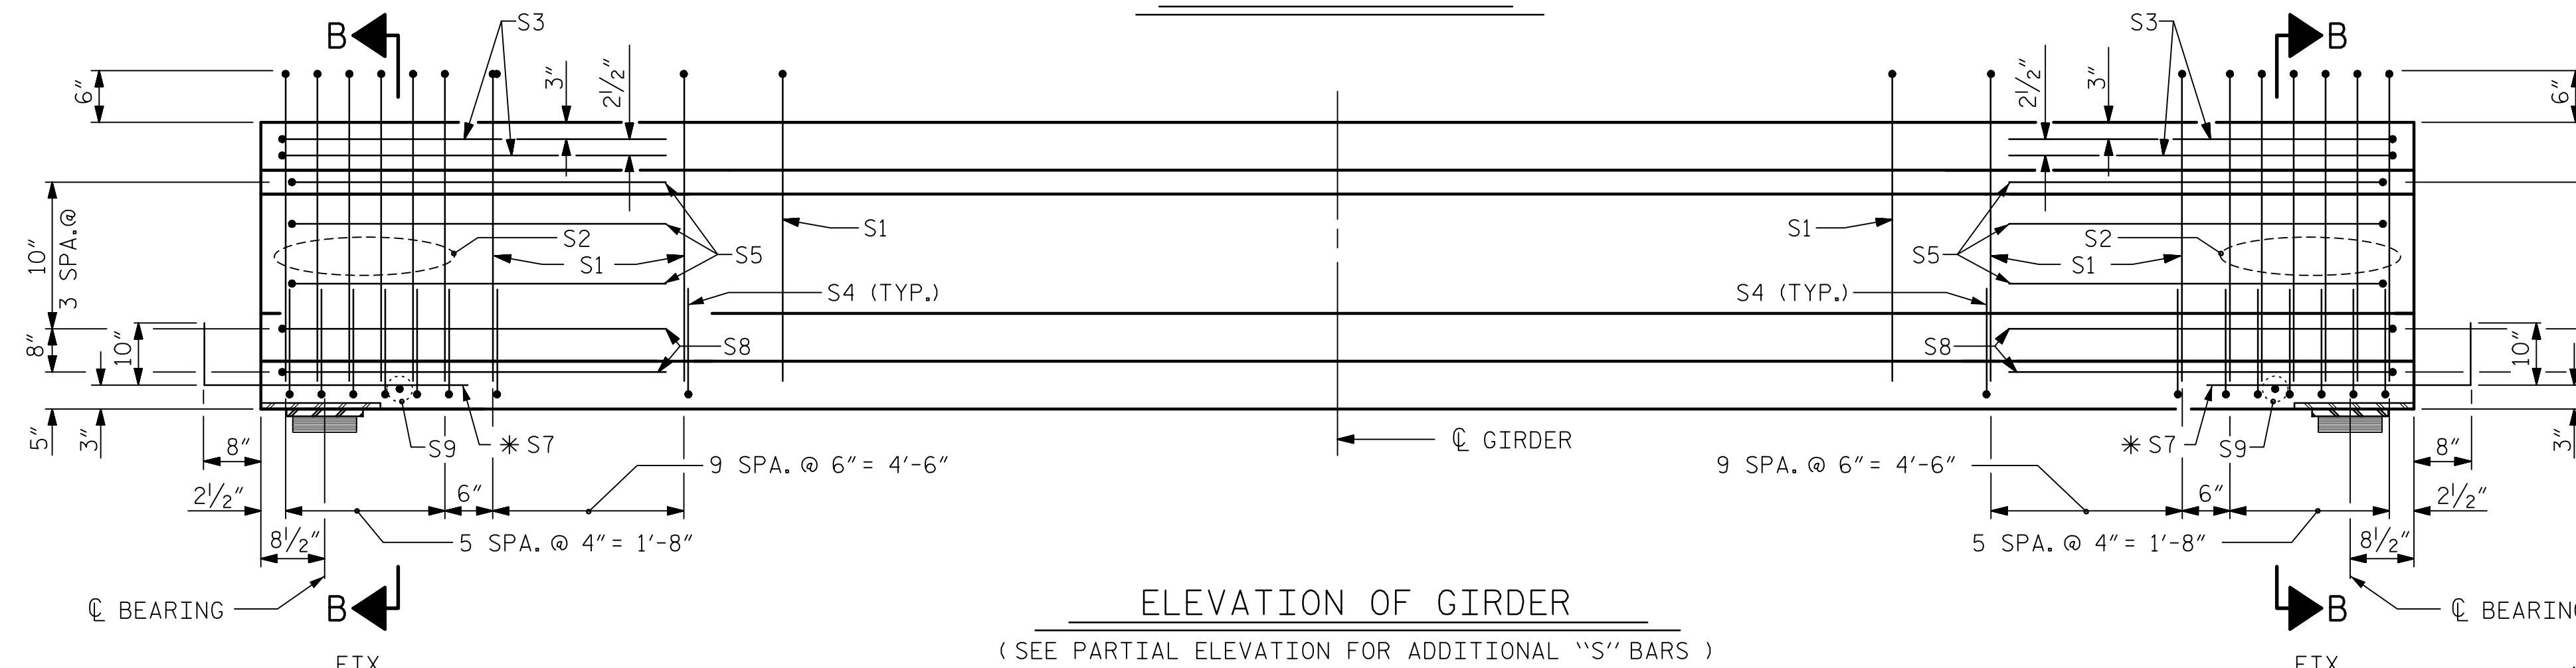 B
S3
3"
2½"
6"
S2
S1
S1
S5
S4 (TYP.)
10"
3 SPA.@
8"
10"
S8
5"
3"
8"
S9
✳ S7
9 SPA. @ 6" = 4'-6"
2½"
6"
5 SPA. @ 4" = 1'-8"
8½"
℄ BEARING
B
FIX
℄ GIRDER
ELEVATION OF GIRDER
( SEE PARTIAL ELEVATION FOR ADDITIONAL "S" BARS )
S3
B
2½"
3"
6"
S1
S5
S2
S1
S4 (TYP.)
S8
10"
✳ S7
S9
8"
3"
9 SPA. @ 6" = 4'-6"
6"
2½"
5 SPA. @ 4" = 1'-8"
8½"
B
℄ BEARING
FIX